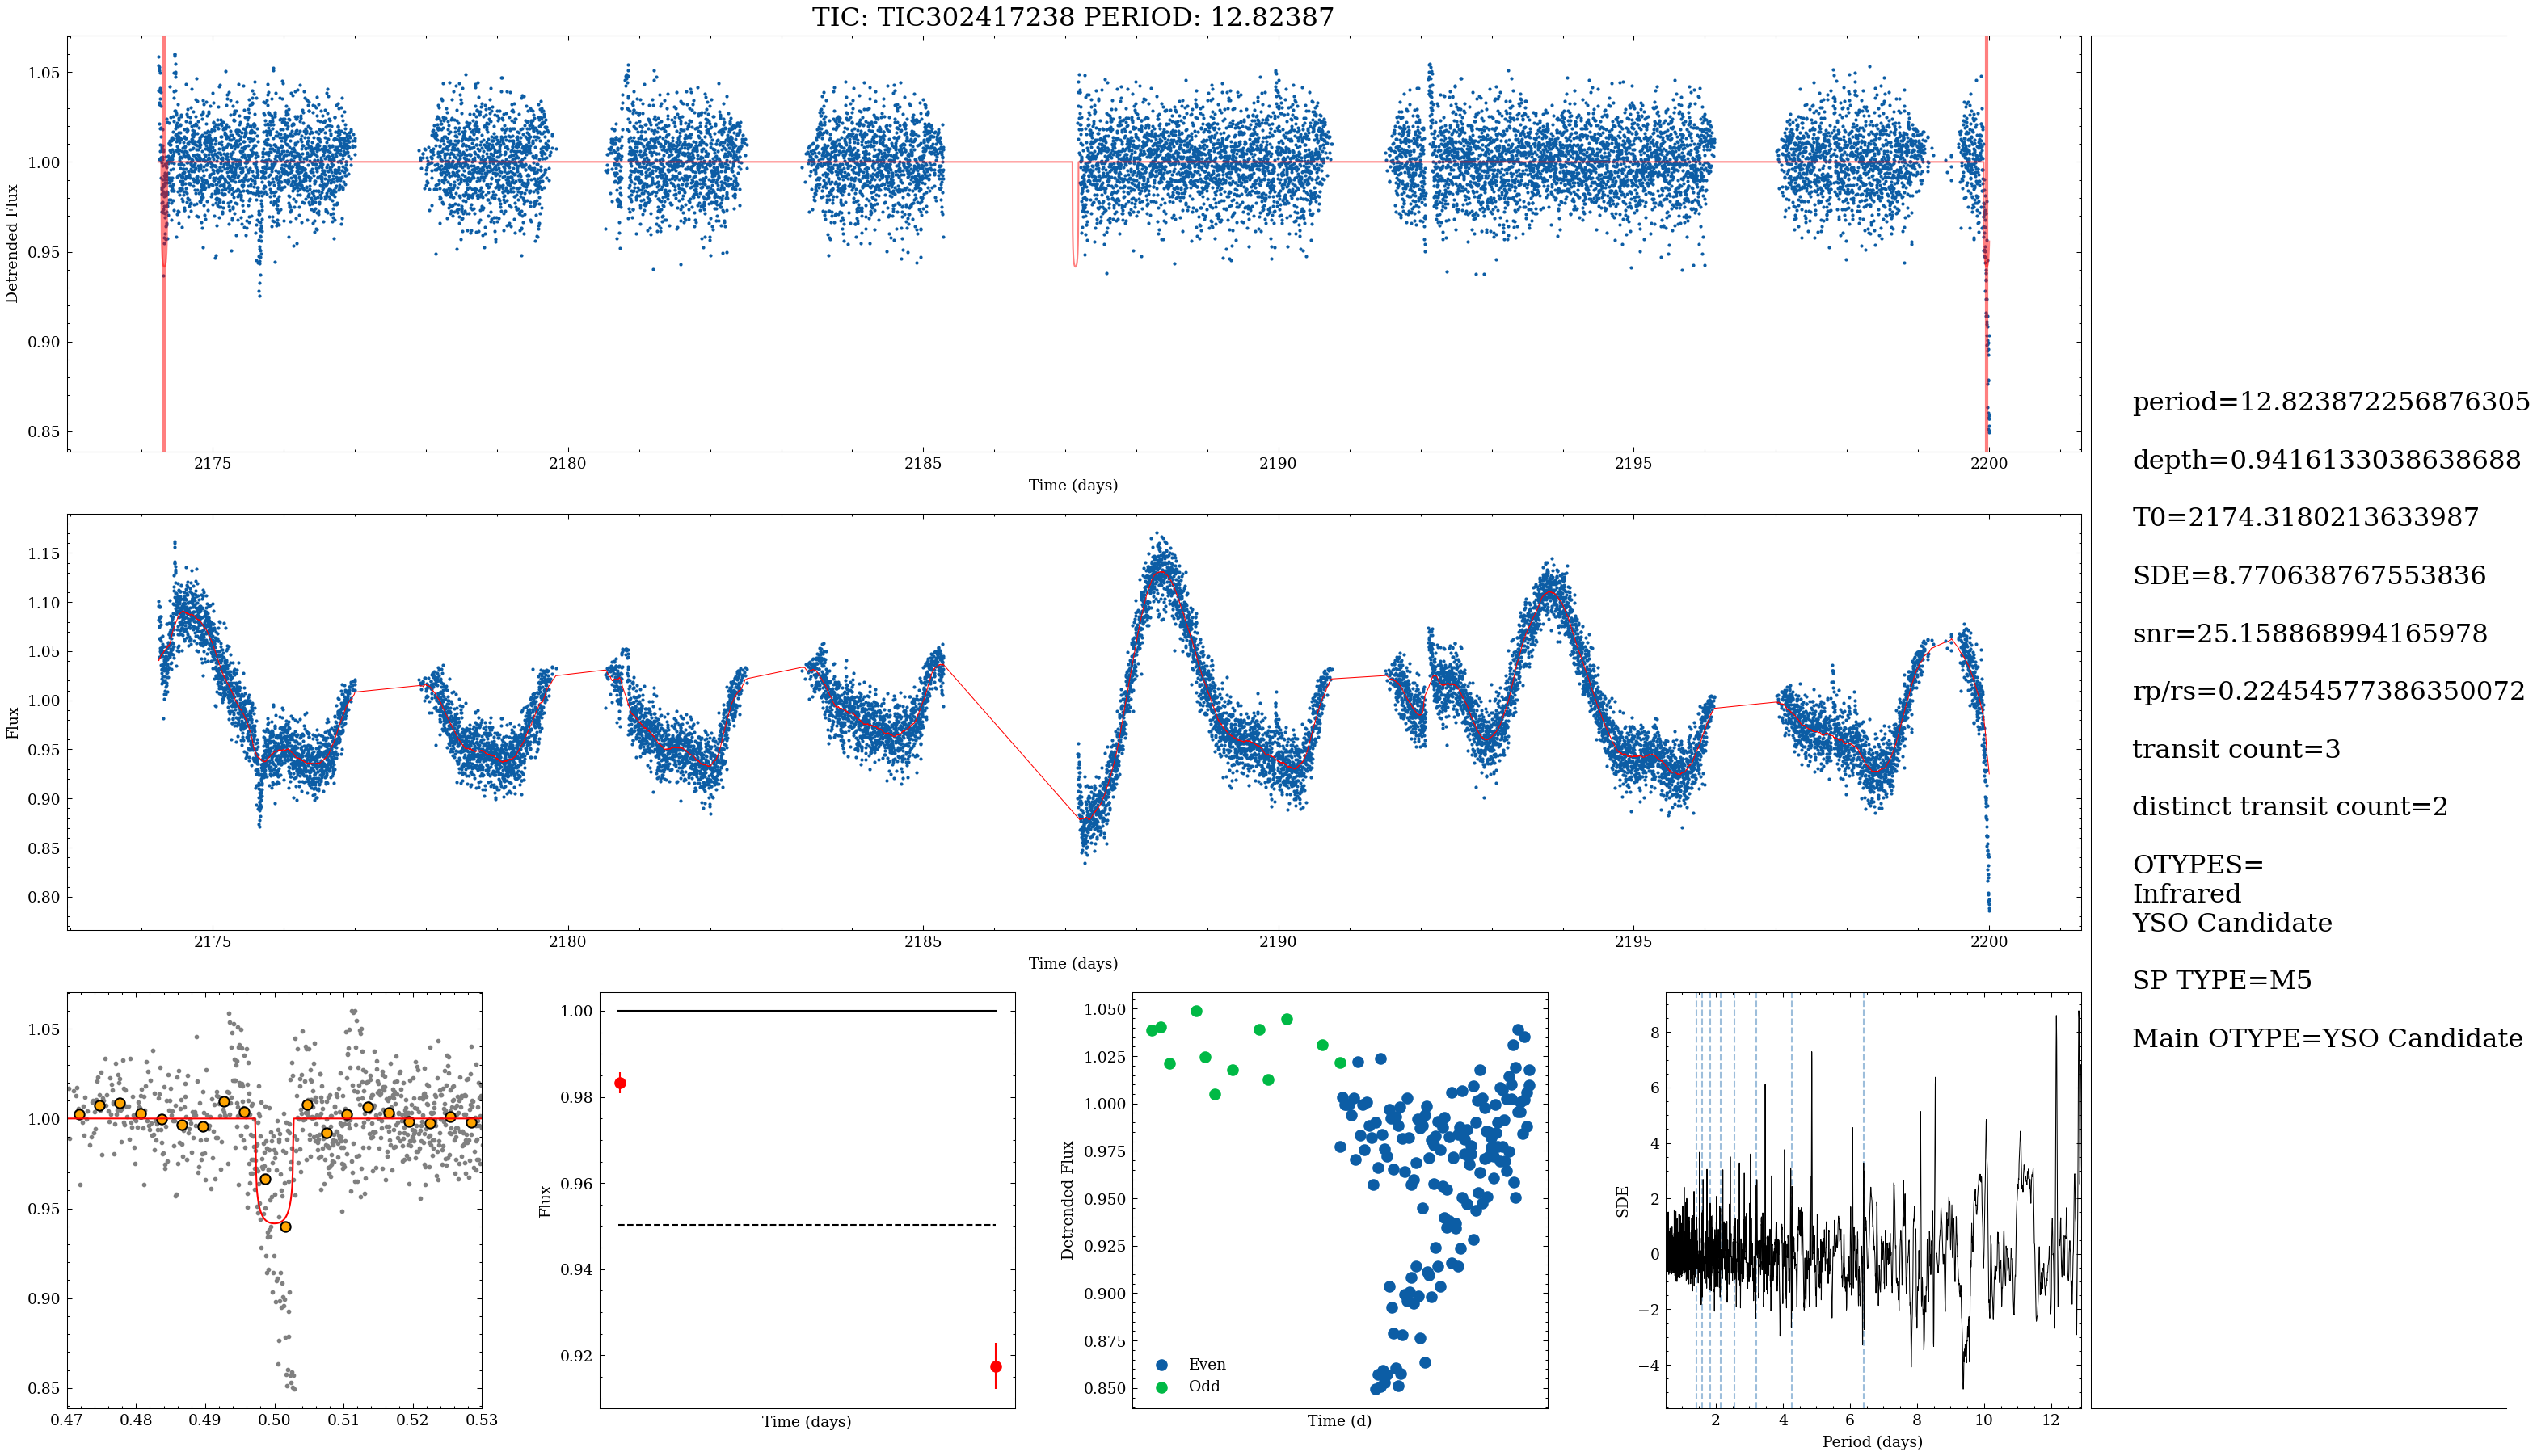 TIC: TIC302417238 PERIOD: 12.82387
1.05
1.00
0.95
0.90
0.85
Detrended Flux
2175
2180
2185
2190
2195
2200
Time (days)
1.15
1.10
1.05
1.00
0.95
0.90
0.85
0.80
Flux
2175
2180
2185
2190
2195
2200
Time (days)
1.05
1.00
0.95
0.90
0.85
0.47
0.48
0.49
0.50
0.51
0.52
0.53
1.00
0.98
0.96
0.94
0.92
Flux
Time (days)
1.050
1.025
1.000
0.975
0.950
0.925
0.900
0.875
0.850
Detrended Flux
Even
Odd
Time (d)
8
6
4
2
0
−2
−4
SDE
2
4
6
8
10
12
Period (days)
period=12.823872256876305
depth=0.9416133038638688
T0=2174.3180213633987
SDE=8.770638767553836
snr=25.158868994165978
rp/rs=0.22454577386350072
transit count=3
distinct transit count=2
OTYPES=
Infrared
YSO Candidate
SP TYPE=M5
Main OTYPE=YSO Candidate